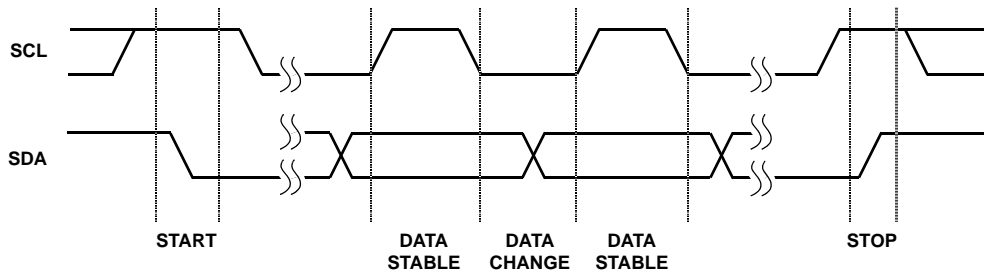 SCL
SDA
START
DATA
STABLE
DATA
CHANGE
DATA
STABLE
STOP